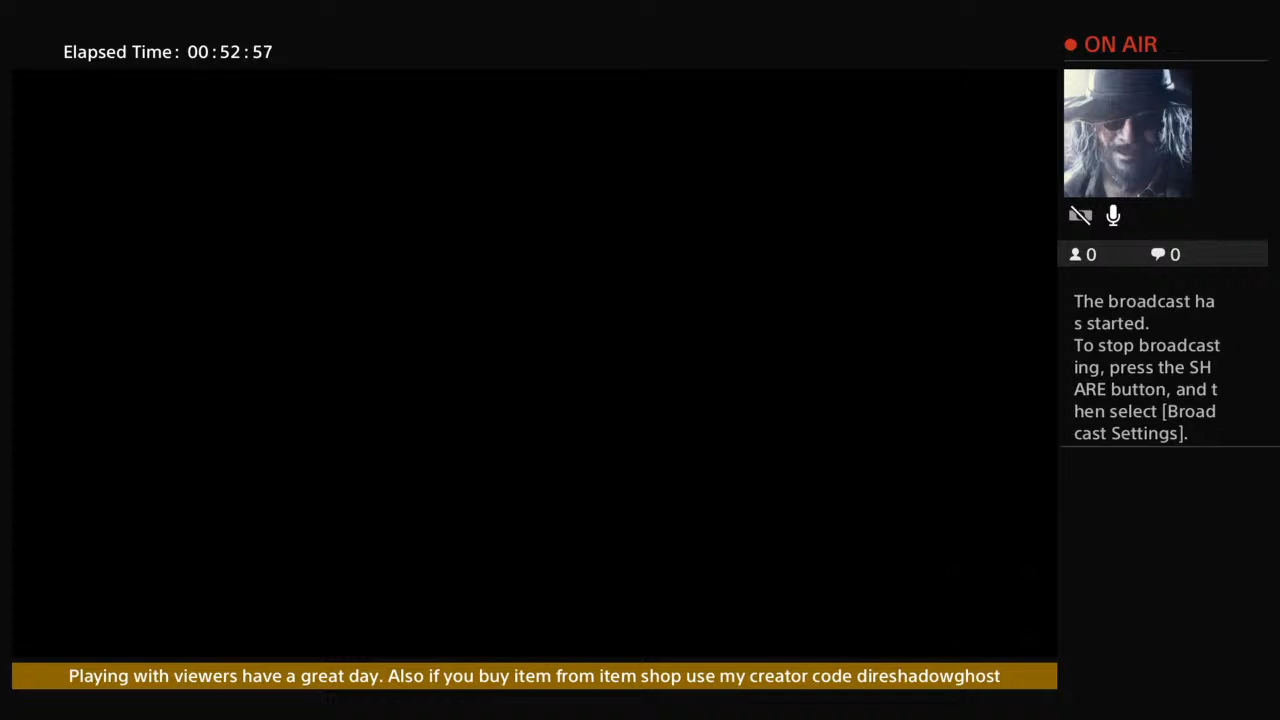 Elapsed Time: 00:52:57
ON AIR
0 0
The broadcast ha
s started.
To stop broadcast
ing, press the SH
ARE button, and t
hen select [Broad
cast Settings].
Playing with viewers have a great day. Also if you buy item from item shop use my creator code direshadowghost